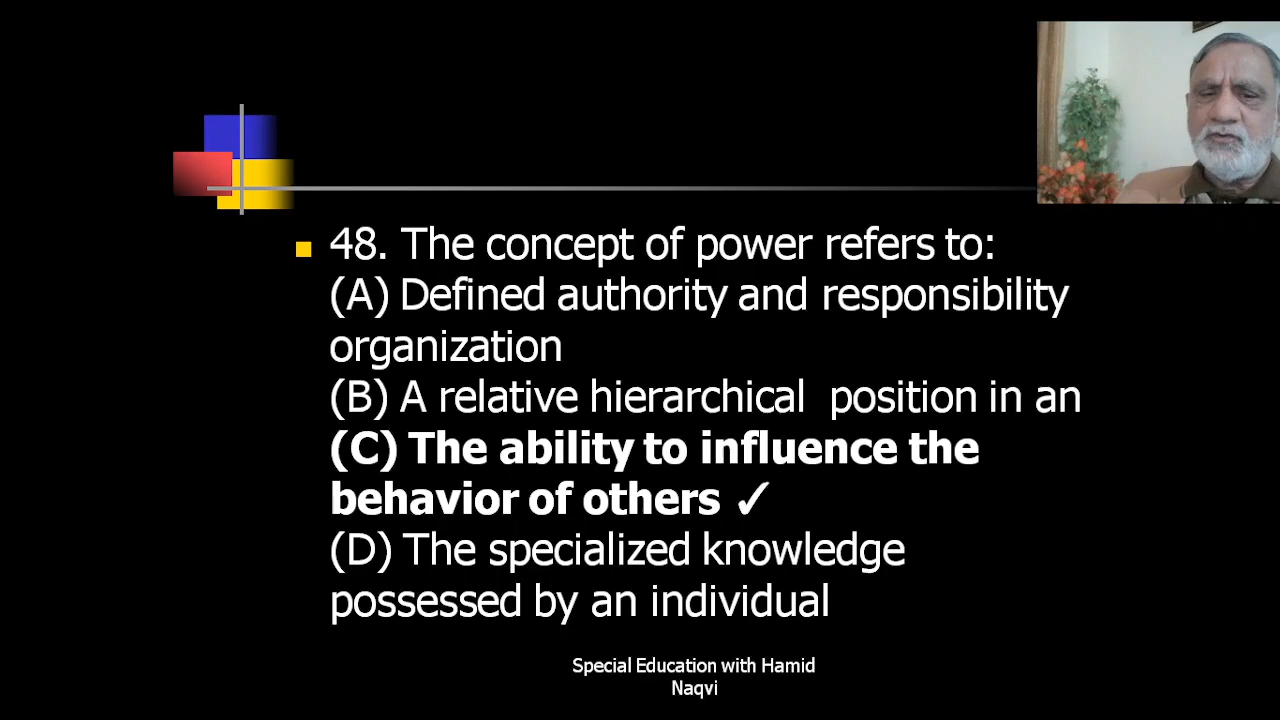 48. The concept of power refers to:
(A) Defined authority and responsibility
organization
(B) A relative hierarchical position in an
(C) The ability to influence the
behavior of others ✓
(D) The specialized knowledge
possessed by an individual
Special Education with Hamid
Naqvi